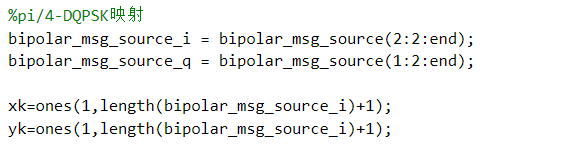 %pi/4-DQPSK映射
bipolar_msg_source_i = bipolar_msg_source(2:2:end);
bipolar_msg_source_q = bipolar_msg_source(1:2:end);
xk=ones(1,length(bipolar_msg_source_i)+1);
yk=ones(1,length(bipolar_msg_source_i)+1);